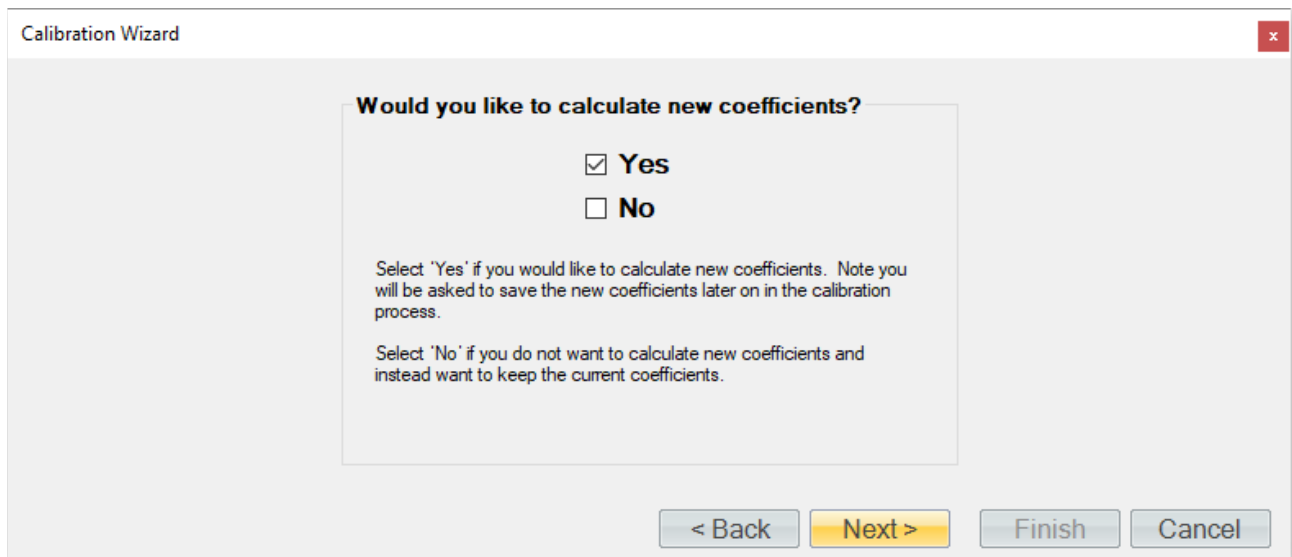 Calibration Wizard
x
Would you like to calculate new coefficients?
Yes
No
Select 'Yes' if you would like to calculate new coefficients.  Note you
will be asked to save the new coefficients later on in the calibration
process.
Select 'No' if you do not want to calculate new coefficients and
instead want to keep the current coefficients.
< Back Next > Finish Cancel